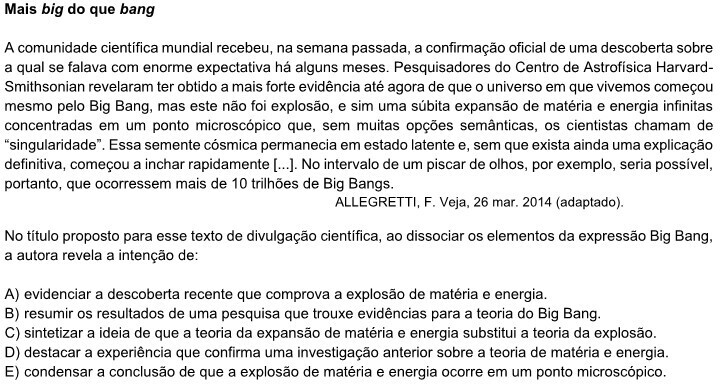 Mais big do que bang
A comunidade científica mundial recebeu, na semana passada, a confirmação oficial de uma descoberta sobre
a qual se falava com enorme expectativa há alguns meses. Pesquisadores do Centro de Astrofísica Harvard-
Smithsonian revelaram ter obtido a mais forte evidência até agora de que o universo em que vivemos começou
mesmo pelo Big Bang, mas este não foi explosão, e sim uma súbita expansão de matéria e energia infinitas
concentradas em um ponto microscópico que, sem muitas opções semânticas, os cientistas chamam de
“singularidade”. Essa semente cósmica permanecia em estado latente e, sem que exista ainda uma explicação
definitiva, começou a inchar rapidamente [...]. No intervalo de um piscar de olhos, por exemplo, seria possível,
portanto, que ocorressem mais de 10 trilhões de Big Bangs.
ALLEGRETTI, F. Veja, 26 mar. 2014 (adaptado).
No título proposto para esse texto de divulgação científica, ao dissociar os elementos da expressão Big Bang,
a autora revela a intenção de:
A) evidenciar a descoberta recente que comprova a explosão de matéria e energia.
B) resumir os resultados de uma pesquisa que trouxe evidências para a teoria do Big Bang.
C) sintetizar a ideia de que a teoria da expansão de matéria e energia substitui a teoria da explosão.
D) destacar a experiência que confirma uma investigação anterior sobre a teoria de matéria e energia.
E) condensar a conclusão de que a explosão de matéria e energia ocorre em um ponto microscópico.